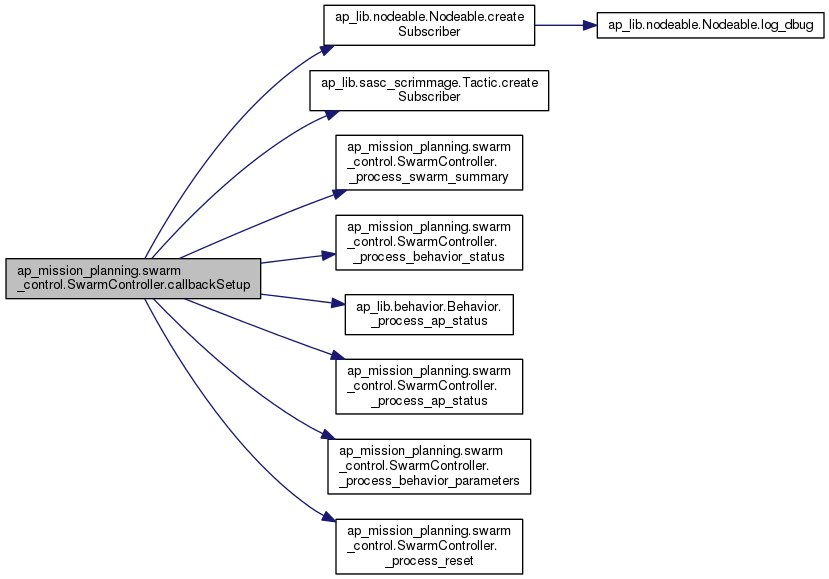 ap_lib.nodeable.Nodeable.create
Subscriber
ap_lib.nodeable.Nodeable.log_dbug
ap_lib.sasc_scrimmage.Tactic.create
Subscriber
ap_mission_planning.swarm
_control.SwarmController.
_process_swarm_summary
ap_mission_planning.swarm
_control.SwarmController.
_process_behavior_status
ap_mission_planning.swarm
_control.SwarmController.callbackSetup
ap_lib.behavior.Behavior.
_process_ap_status
ap_mission_planning.swarm
_control.SwarmController.
_process_ap_status
ap_mission_planning.swarm
_control.SwarmController.
_process_behavior_parameters
ap_mission_planning.swarm
_control.SwarmController.
_process_reset